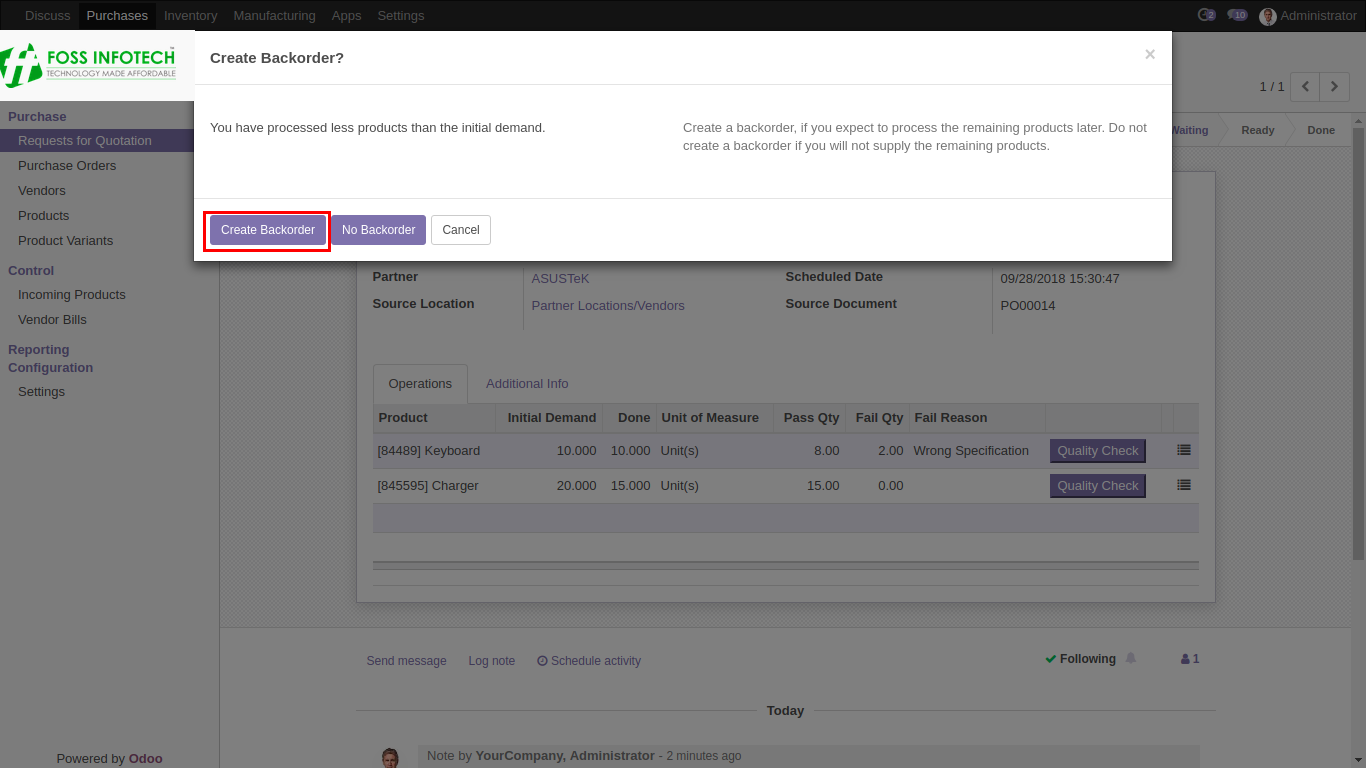 Discuss Purchases Inventory Manufacturing Apps Settings 2 10 Administrator
FOSS INFOTECH™
TECHNOLOGY MADE AFFORDABLE
Create Backorder? ×
1 / 1
You have processed less products than the initial demand.
Create a backorder, if you expect to process the remaining products later. Do not
create a backorder if you will not supply the remaining products.
Create Backorder No Backorder Cancel
Waiting Ready Done
Purchase
Requests for Quotation
Purchase Orders
Vendors
Products
Product Variants
Control
Incoming Products
Vendor Bills
Reporting
Configuration
Settings
Powered by Odoo
Partner ASUSTeK Scheduled Date 09/28/2018 15:30:47
Source Location Partner Locations/Vendors Source Document PO00014
Operations Additional Info
Product Initial Demand Done Unit of Measure Pass Qty Fail Qty Fail Reason
[84489] Keyboard 10.000 10.000 Unit(s) 8.00 2.00 Wrong Specification Quality Check
[845595] Charger 20.000 15.000 Unit(s) 15.00 0.00 Quality Check
Send message Log note Schedule activity Following 1
Today
Note by YourCompany, Administrator - 2 minutes ago